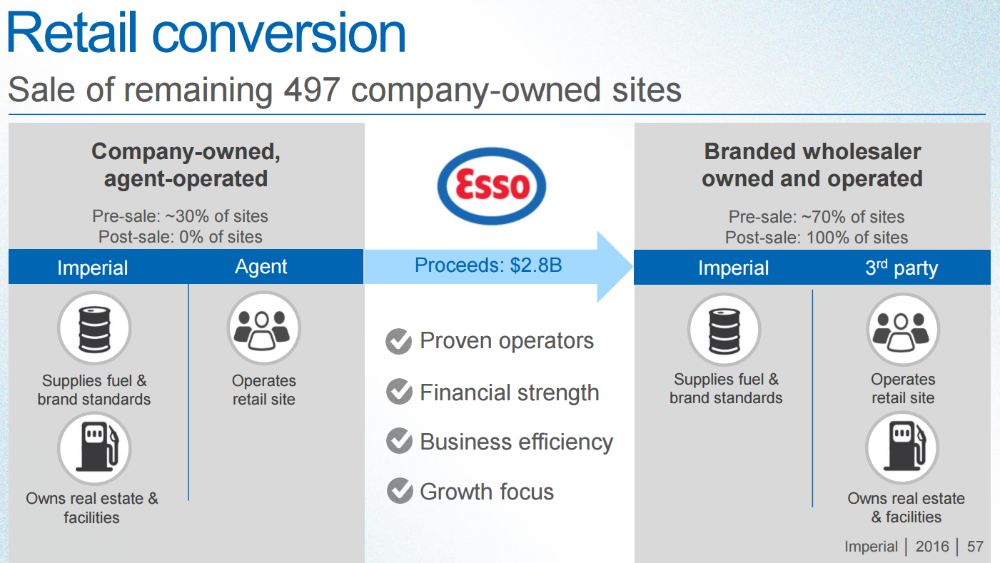 Retail conversion
Sale of remaining 497 company-owned sites
Company-owned,
agent-operated
Pre-sale: ~30% of sites
Post-sale: 0% of sites
Imperial
Agent
Supplies fuel &
brand standards
Operates
retail site
Owns real estate &
facilities
Esso
Proceeds: $2.8B
Proven operators
Financial strength
Business efficiency
Growth focus
Branded wholesaler
owned and operated
Pre-sale: ~70% of sites
Post-sale: 100% of sites
Imperial
3rd party
Supplies fuel &
brand standards
Operates
retail site
Owns real estate
& facilities
Imperial | 2016 | 57